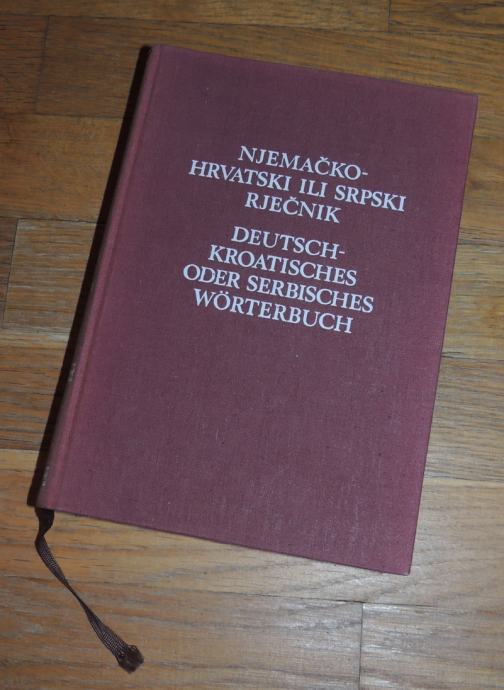 NJEMAČKO-
HRVATSKI ILI SRPSKI
RJEČNIK
DEUTSCH-
KROATISCHES
ODER SERBISCHES
WÖRTERBUCH